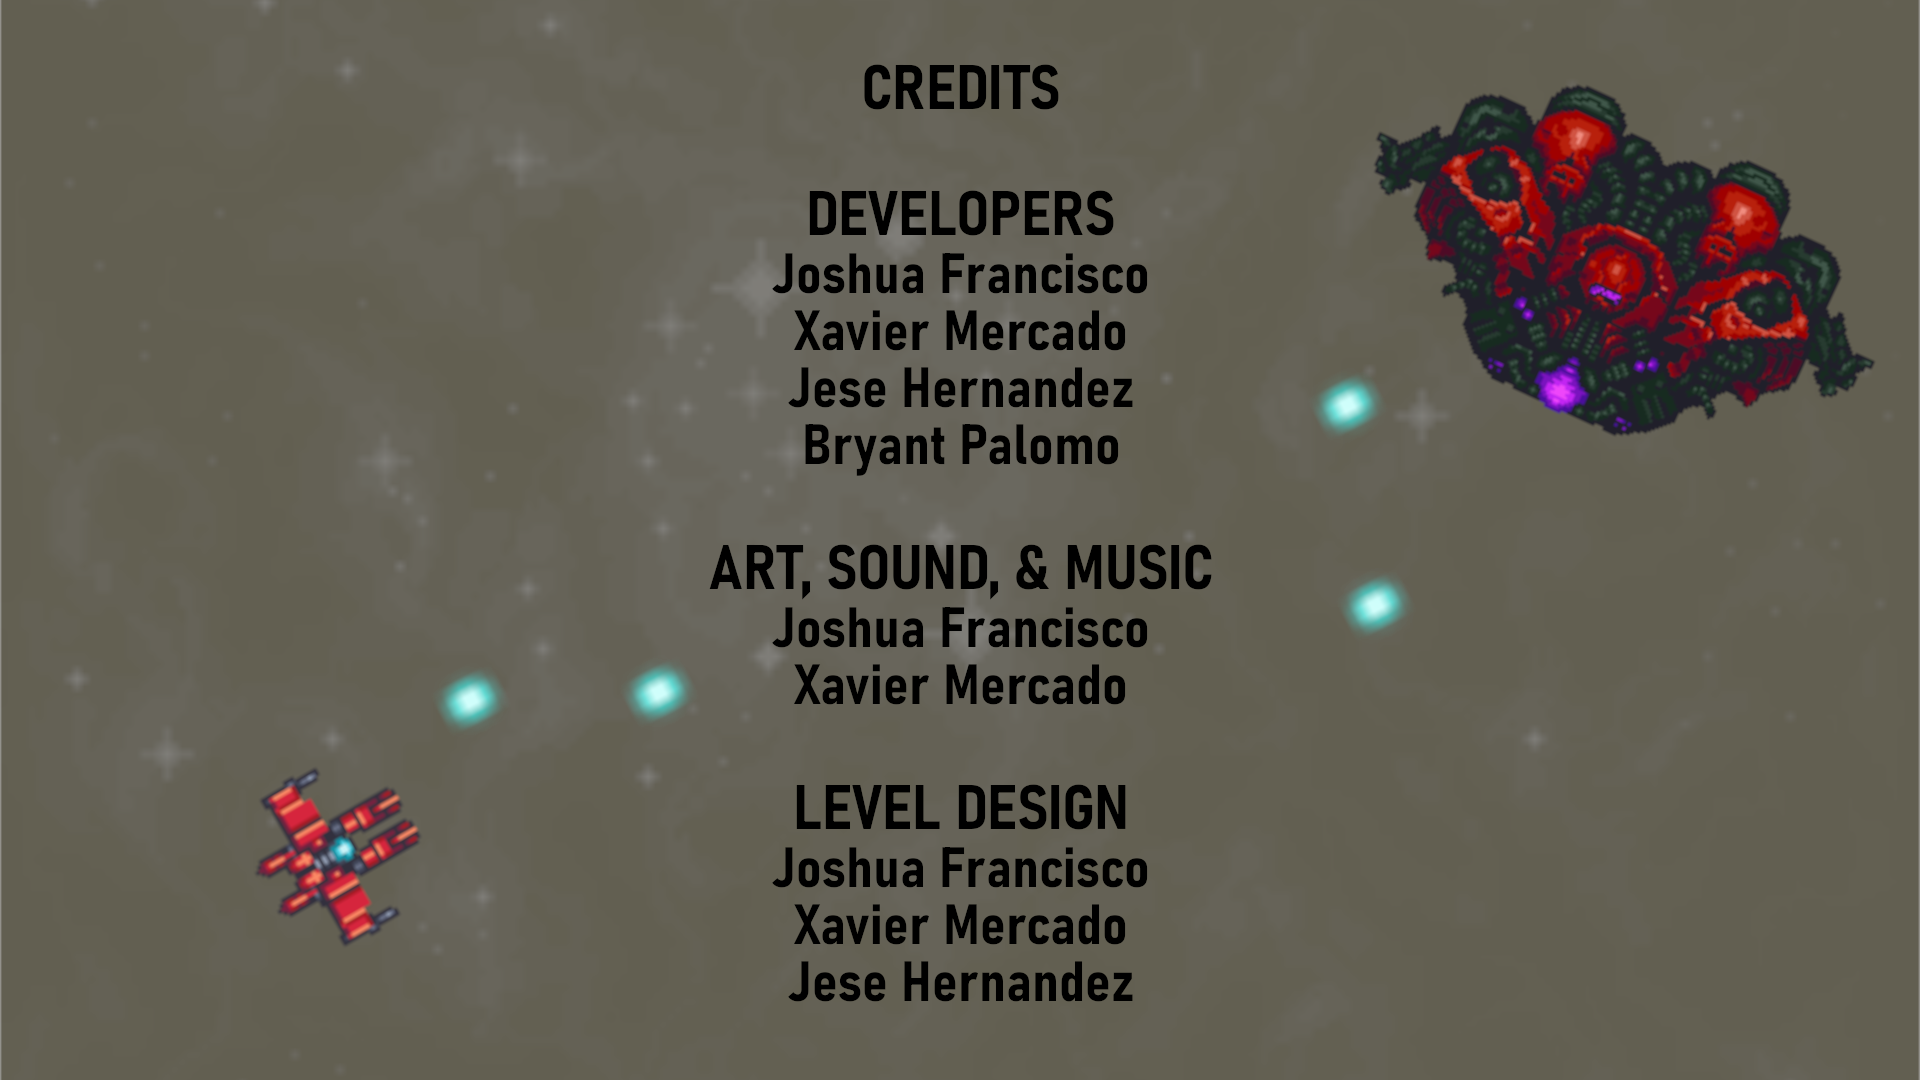 CREDITS
DEVELOPERS
Joshua Francisco
Xavier Mercado
Jese Hernandez
Bryant Palomo
ART, SOUND, & MUSIC
Joshua Francisco
Xavier Mercado
LEVEL DESIGN
Joshua Francisco
Xavier Mercado
Jese Hernandez